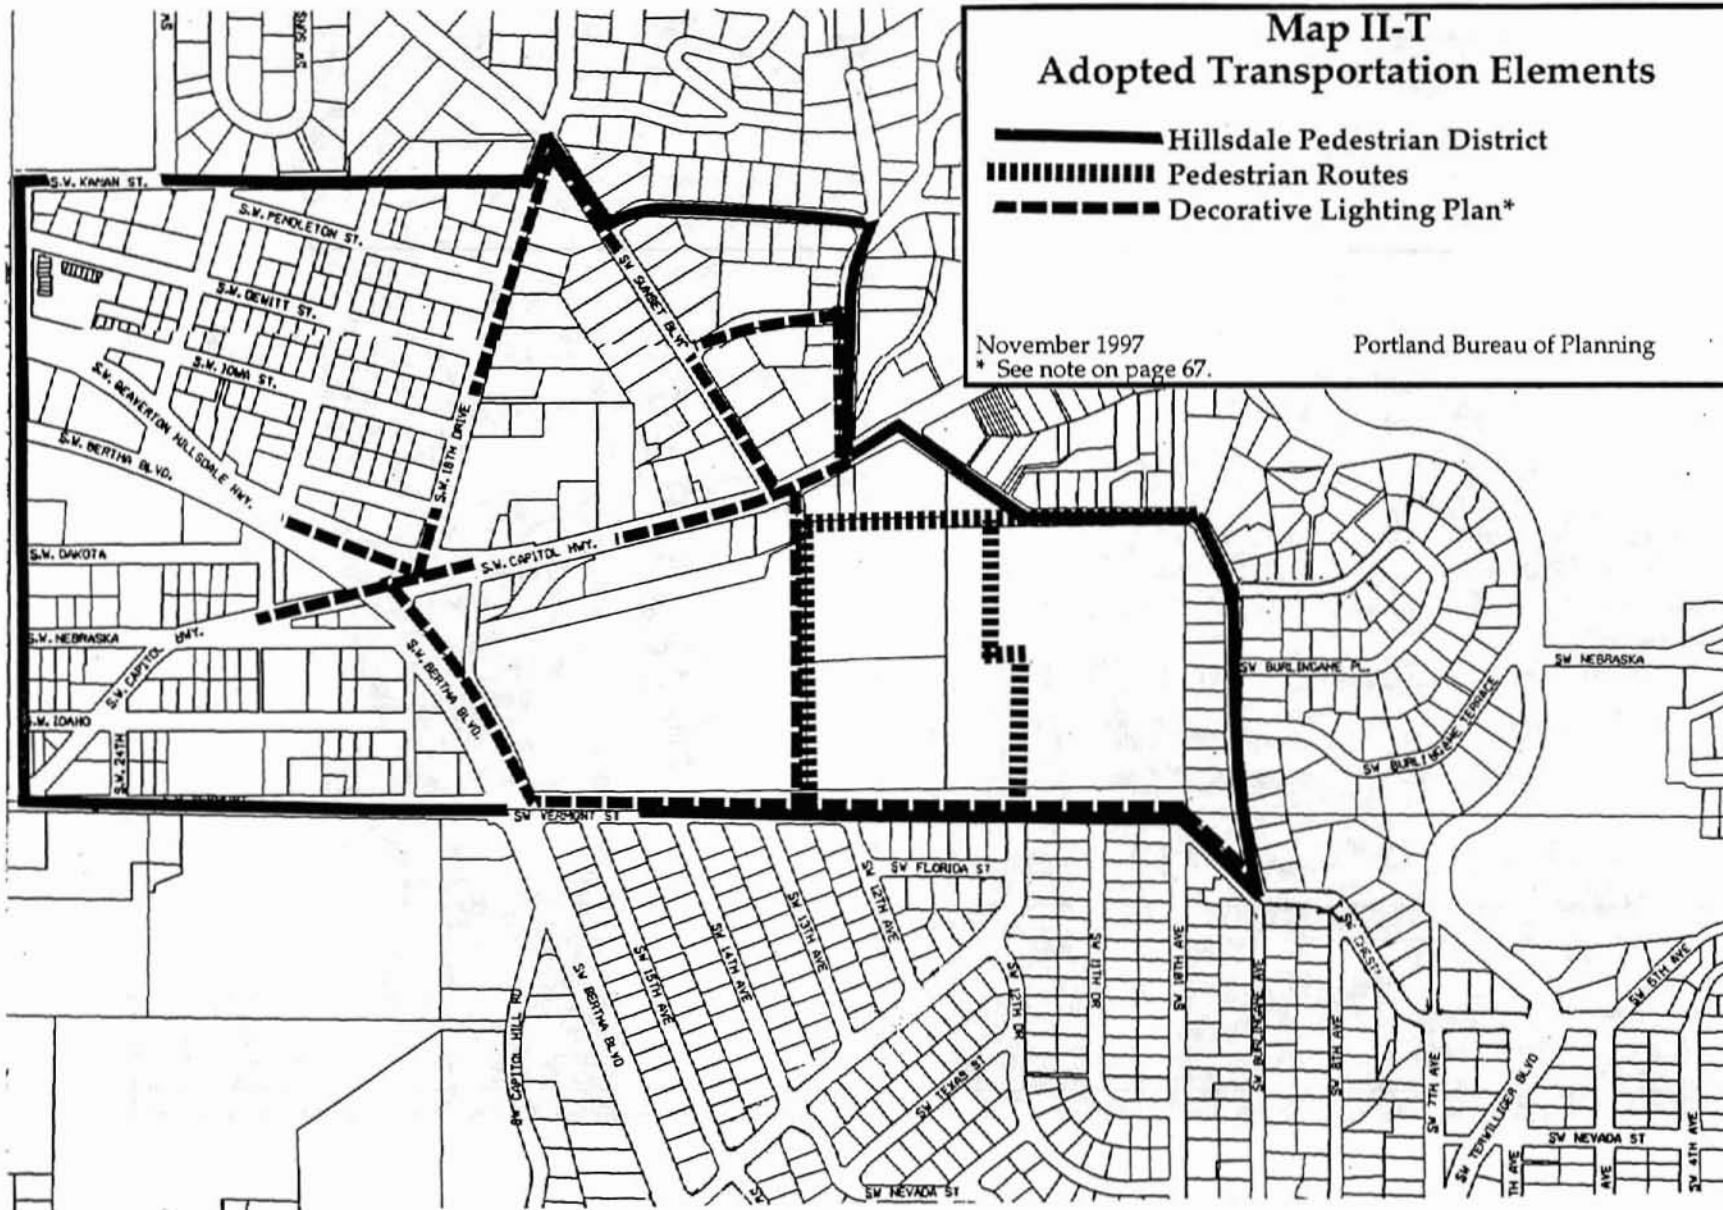 Map II-T
Adopted Transportation Elements
Hillsdale Pedestrian District
Pedestrian Routes
Decorative Lighting Plan*
November 1997
Portland Bureau of Planning
* See note on page 67.
S.W. KANAN ST.
S.W. PENDLETON ST.
S.W. DEWITT ST.
S.W. IOWA ST.
S.W. BEAVERTON HILLSDALE HWY.
S.W. BERTHA BLVD.
S.W. 18TH DRIVE
SW SUNSET BLVD
S.W. DAKOTA
S.W. CAPITOL HWY.
S.W. NEBRASKA
S.W. CAPITOL HWY.
S.W. BERTHA BLVD.
S.W. IDAHO
S.W. 24TH
SW VERMONT ST
SW BURLINGAME PL.
SW NEBRASKA
SW BURLINGAME TERRACE
SW FLORIDA ST
SW 12TH AVE
SW 13TH AVE
SW 14TH AVE
SW 15TH AVE
SW BERTHA BLVD
SW CAPITOL HILL RD
SW 12TH DR
SW 11TH DR
SW 10TH AVE
SW BURLINGAME AVE
SW 8TH AVE
SW 7TH AVE
SW TERWILLIGER BLVD
SW 5TH AVE
SW 4TH AVE
SW TEXAS ST
SW NEVADA ST
SW NEVADA ST
TH AVE
AVE
SW